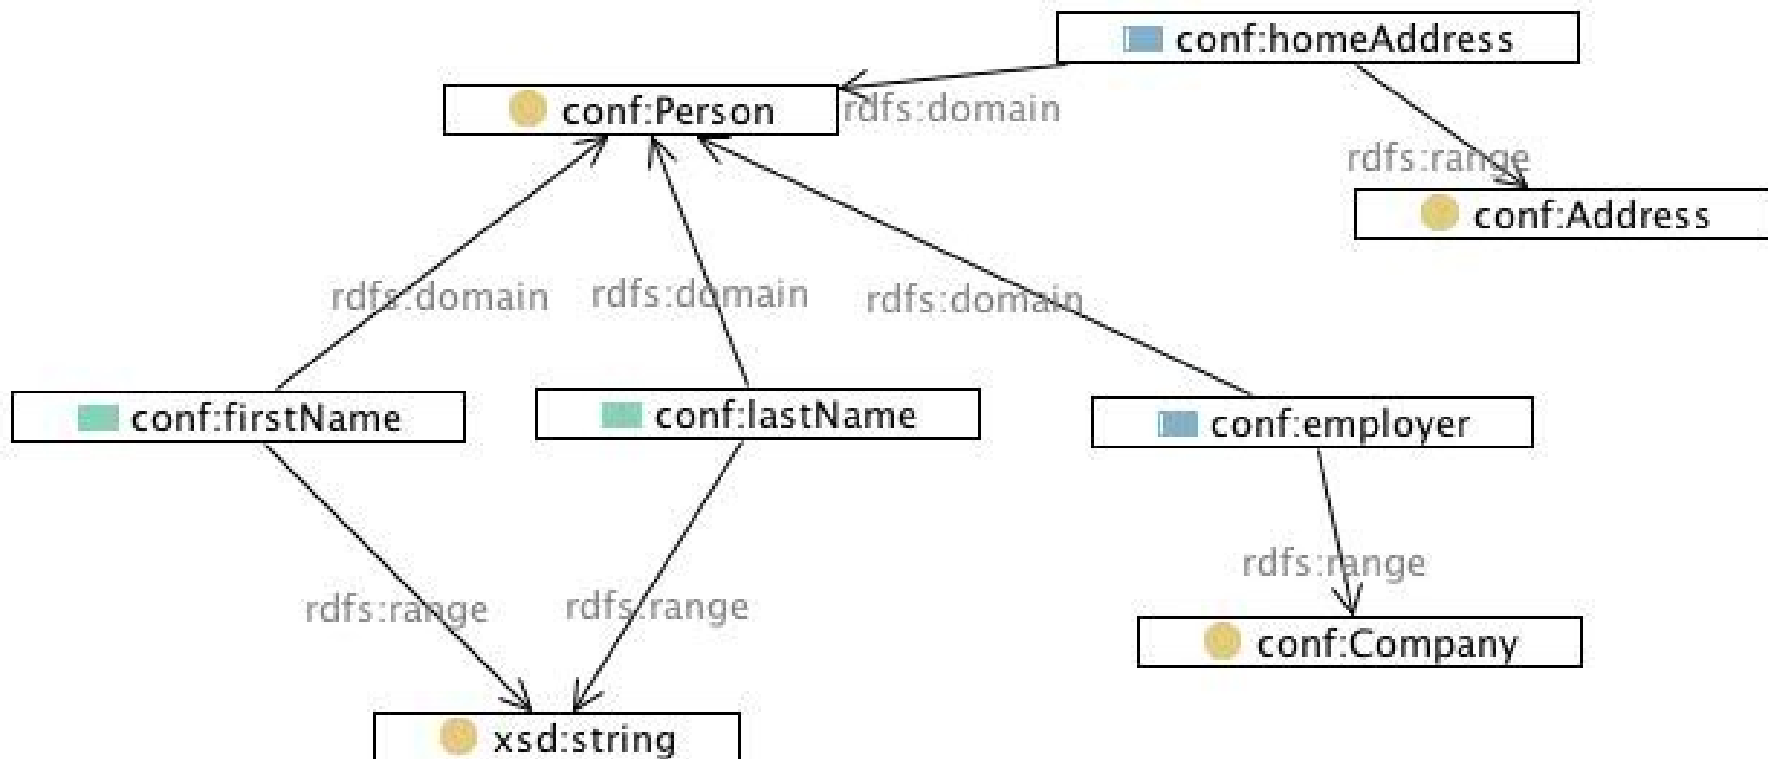 conf:homeAddress
conf:Person
rdfs:domain
rdfs:range
conf:Address
rdfs:domain
rdfs:domain
rdfs:domain
conf:firstName
conf:lastName
conf:employer
rdfs:range
rdfs:range
rdfs:range
conf:Company
xsd:string